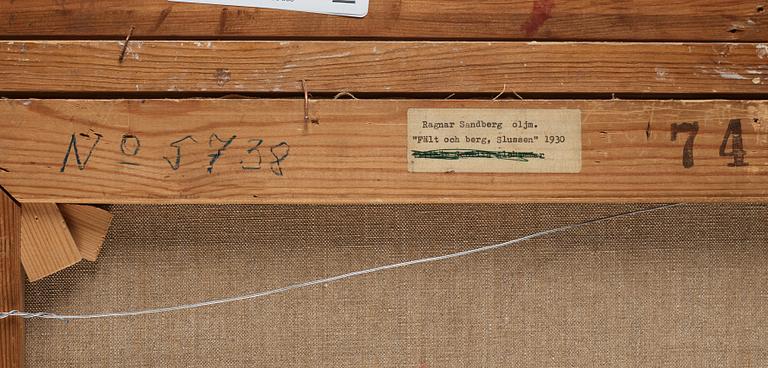 Nº 5738
Ragnar Sandberg oljm.
"Fält och berg, Slussen" 1930
74